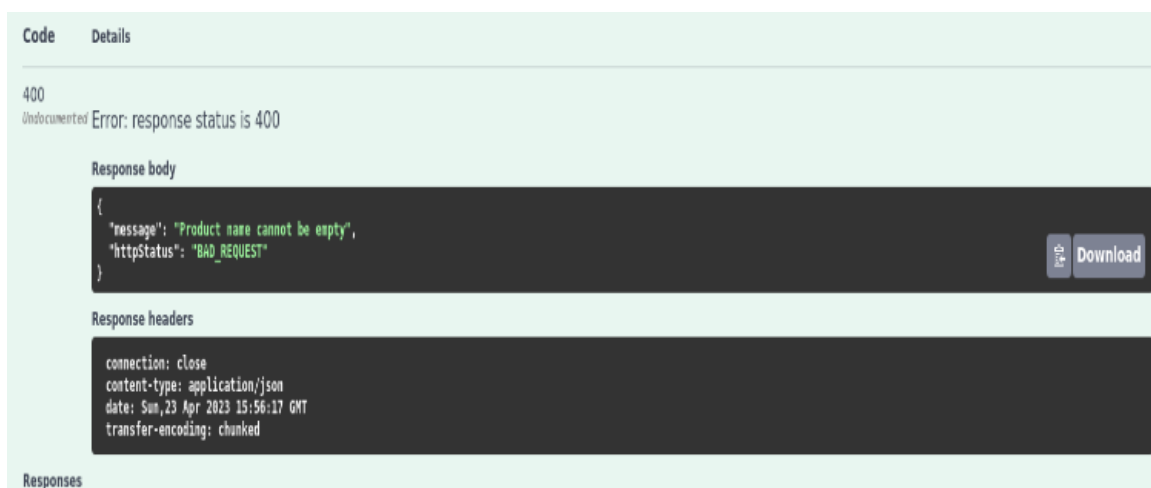 Code Details
400
Undocumented Error: response status is 400
Response body
{
"message": "Product name cannot be empty",
"httpStatus": "BAD_REQUEST"
}
Download
Response headers
connection: close
content-type: application/json
date: Sun,23 Apr 2023 15:56:17 GMT
transfer-encoding: chunked
Responses